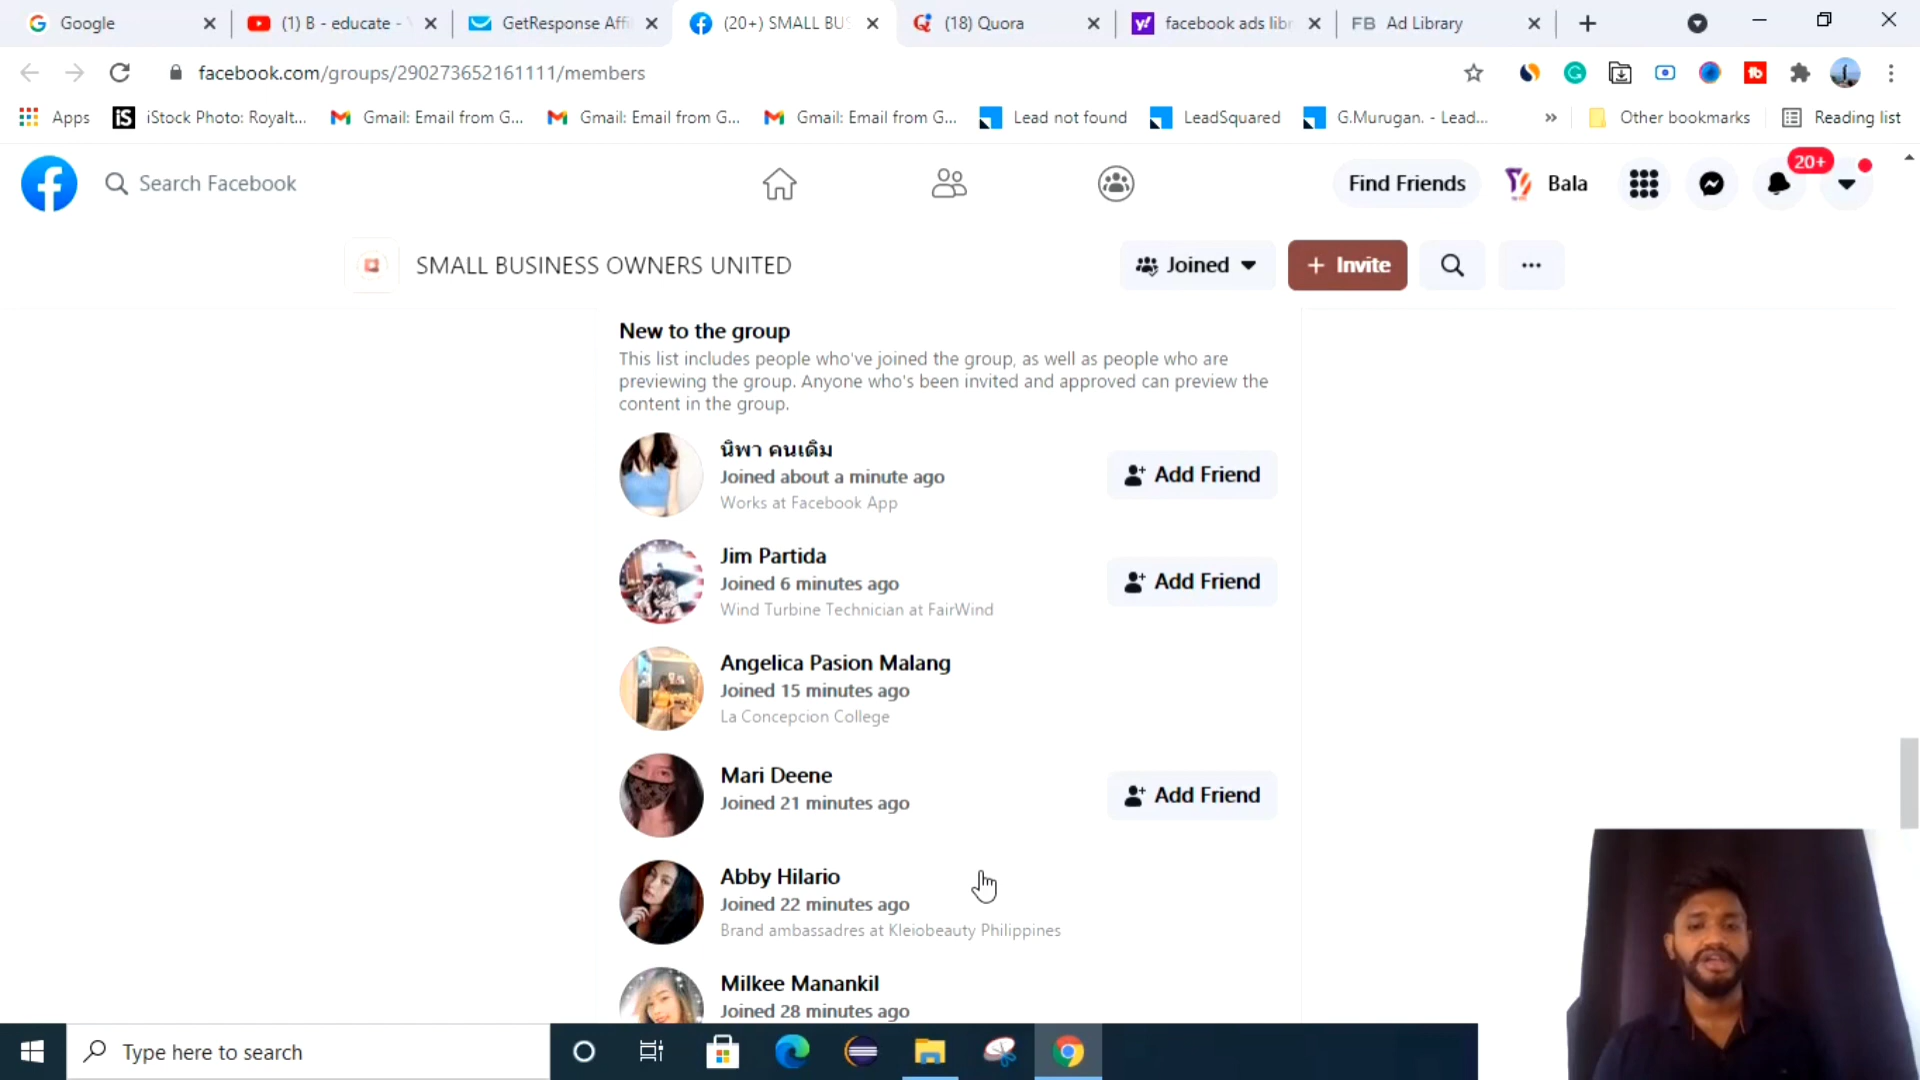 Google
(1) B - educate -
GetResponse Affi
(20+) SMALL BUS
(18) Quora
facebook ads libr
FB Ad Library
facebook.com/groups/290273652161111/members
Apps
iS iStock Photo: Royalt...
Gmail: Email from G...
Gmail: Email from G...
Gmail: Email from G...
Lead not found
LeadSquared
G.Murugan. - Lead...
»
Other bookmarks
Reading list
Search Facebook
Find Friends
Bala
20+
SMALL BUSINESS OWNERS UNITED
Joined
+ Invite
New to the group
This list includes people who've joined the group, as well as people who are
previewing the group. Anyone who's been invited and approved can preview the
content in the group.
นิพา คนเดิม
Joined about a minute ago
Works at Facebook App
Add Friend
Jim Partida
Joined 6 minutes ago
Wind Turbine Technician at FairWind
Add Friend
Angelica Pasion Malang
Joined 15 minutes ago
La Concepcion College
Mari Deene
Joined 21 minutes ago
Add Friend
Abby Hilario
Joined 22 minutes ago
Brand ambassadres at Kleiobeauty Philippines
Milkee Manankil
Joined 28 minutes ago
Type here to search